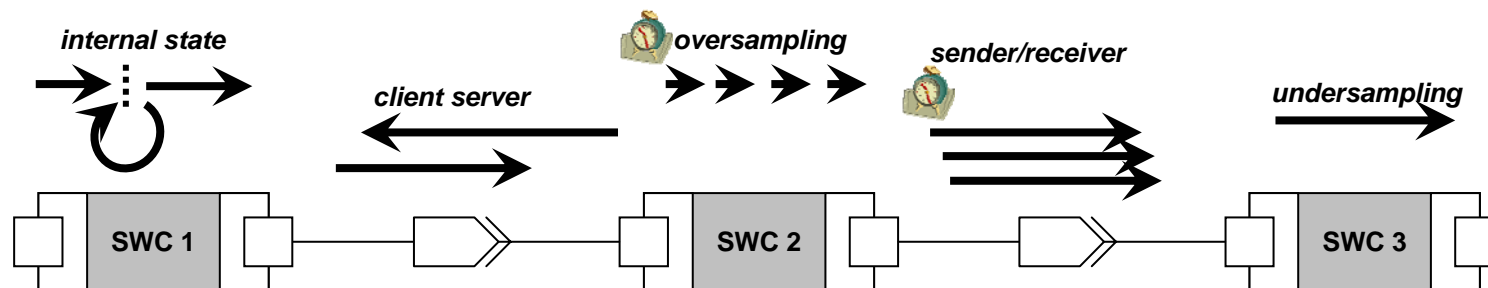 internal state
oversampling
sender/receiver
client server
undersampling
SWC 1
SWC 2
SWC 3